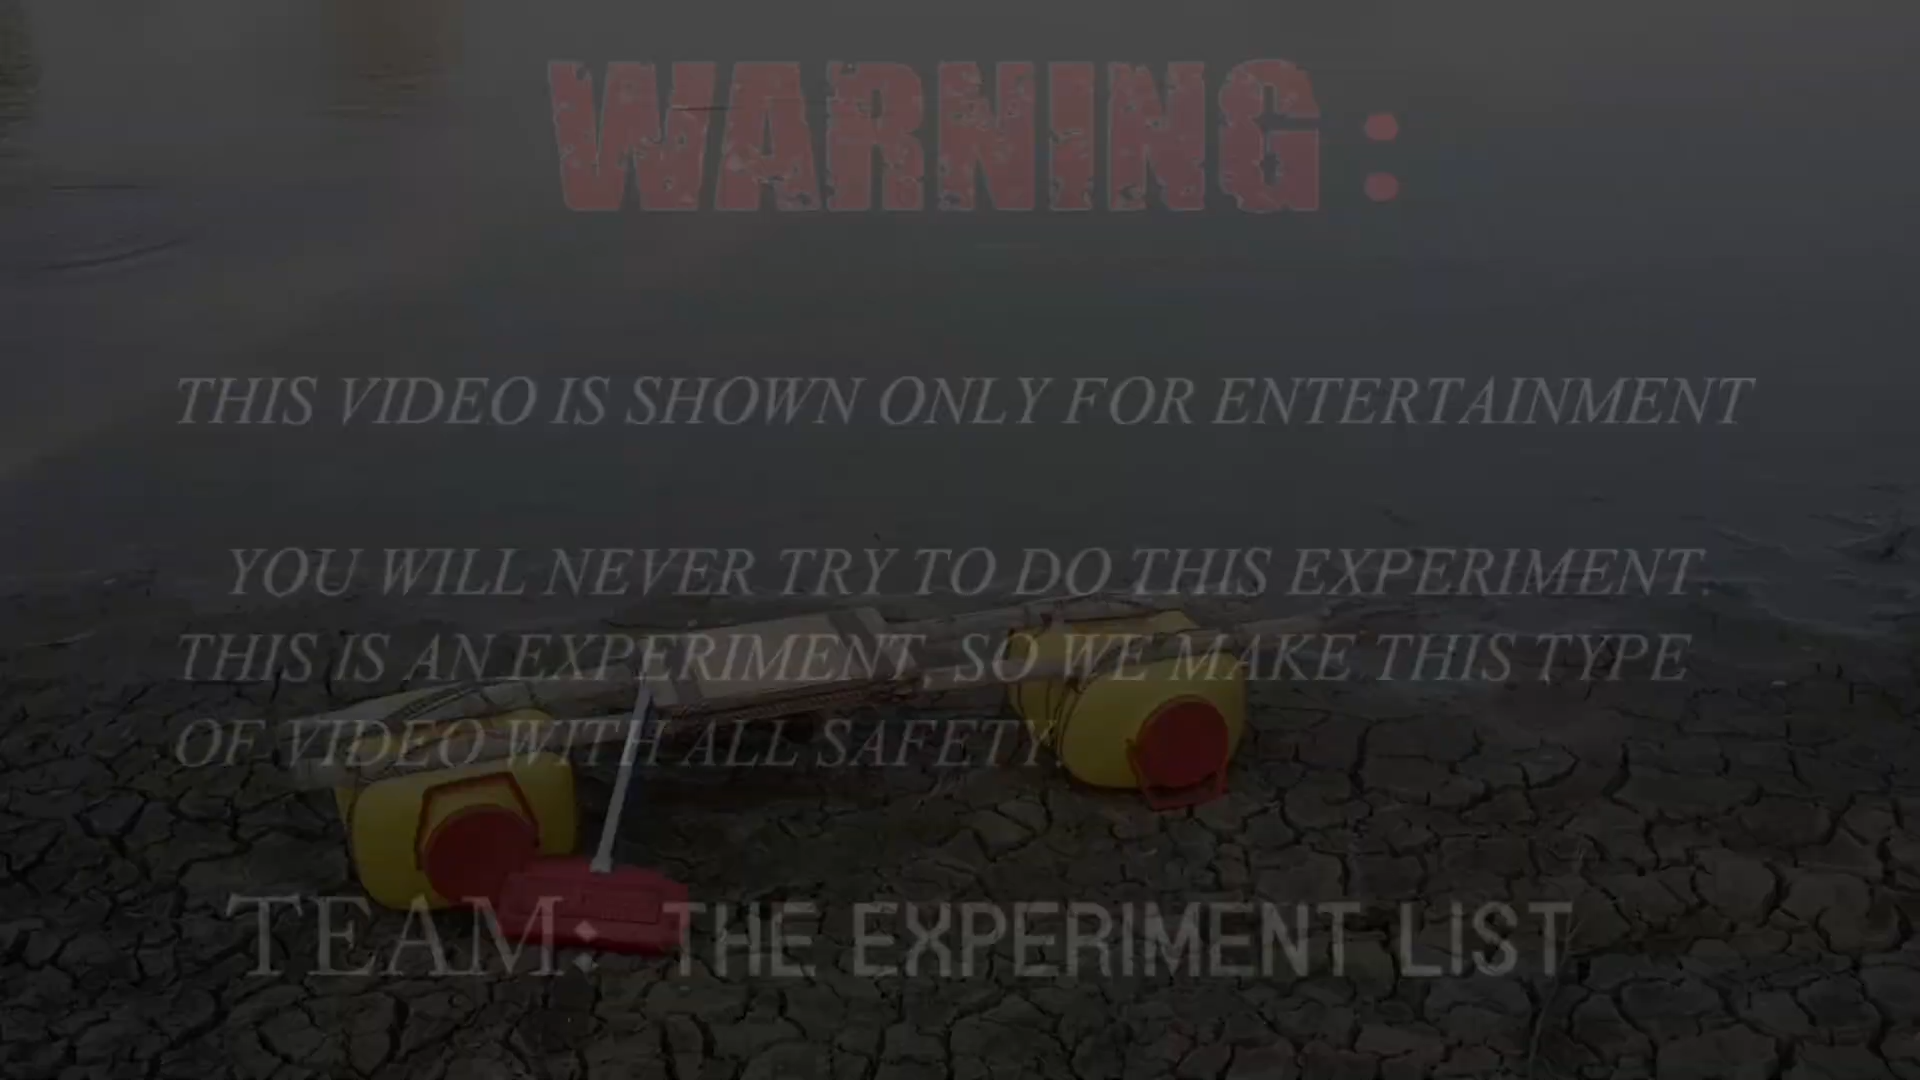 WARNING :
THIS VIDEO IS SHOWN ONLY FOR ENTERTAINMENT
YOU WILL NEVER TRY TO DO THIS EXPERIMENT.
THIS IS AN EXPERIMENT, SO WE MAKE THIS TYPE
OF VIDEO WITH ALL SAFETY.
TEAM: THE EXPERIMENT LIST